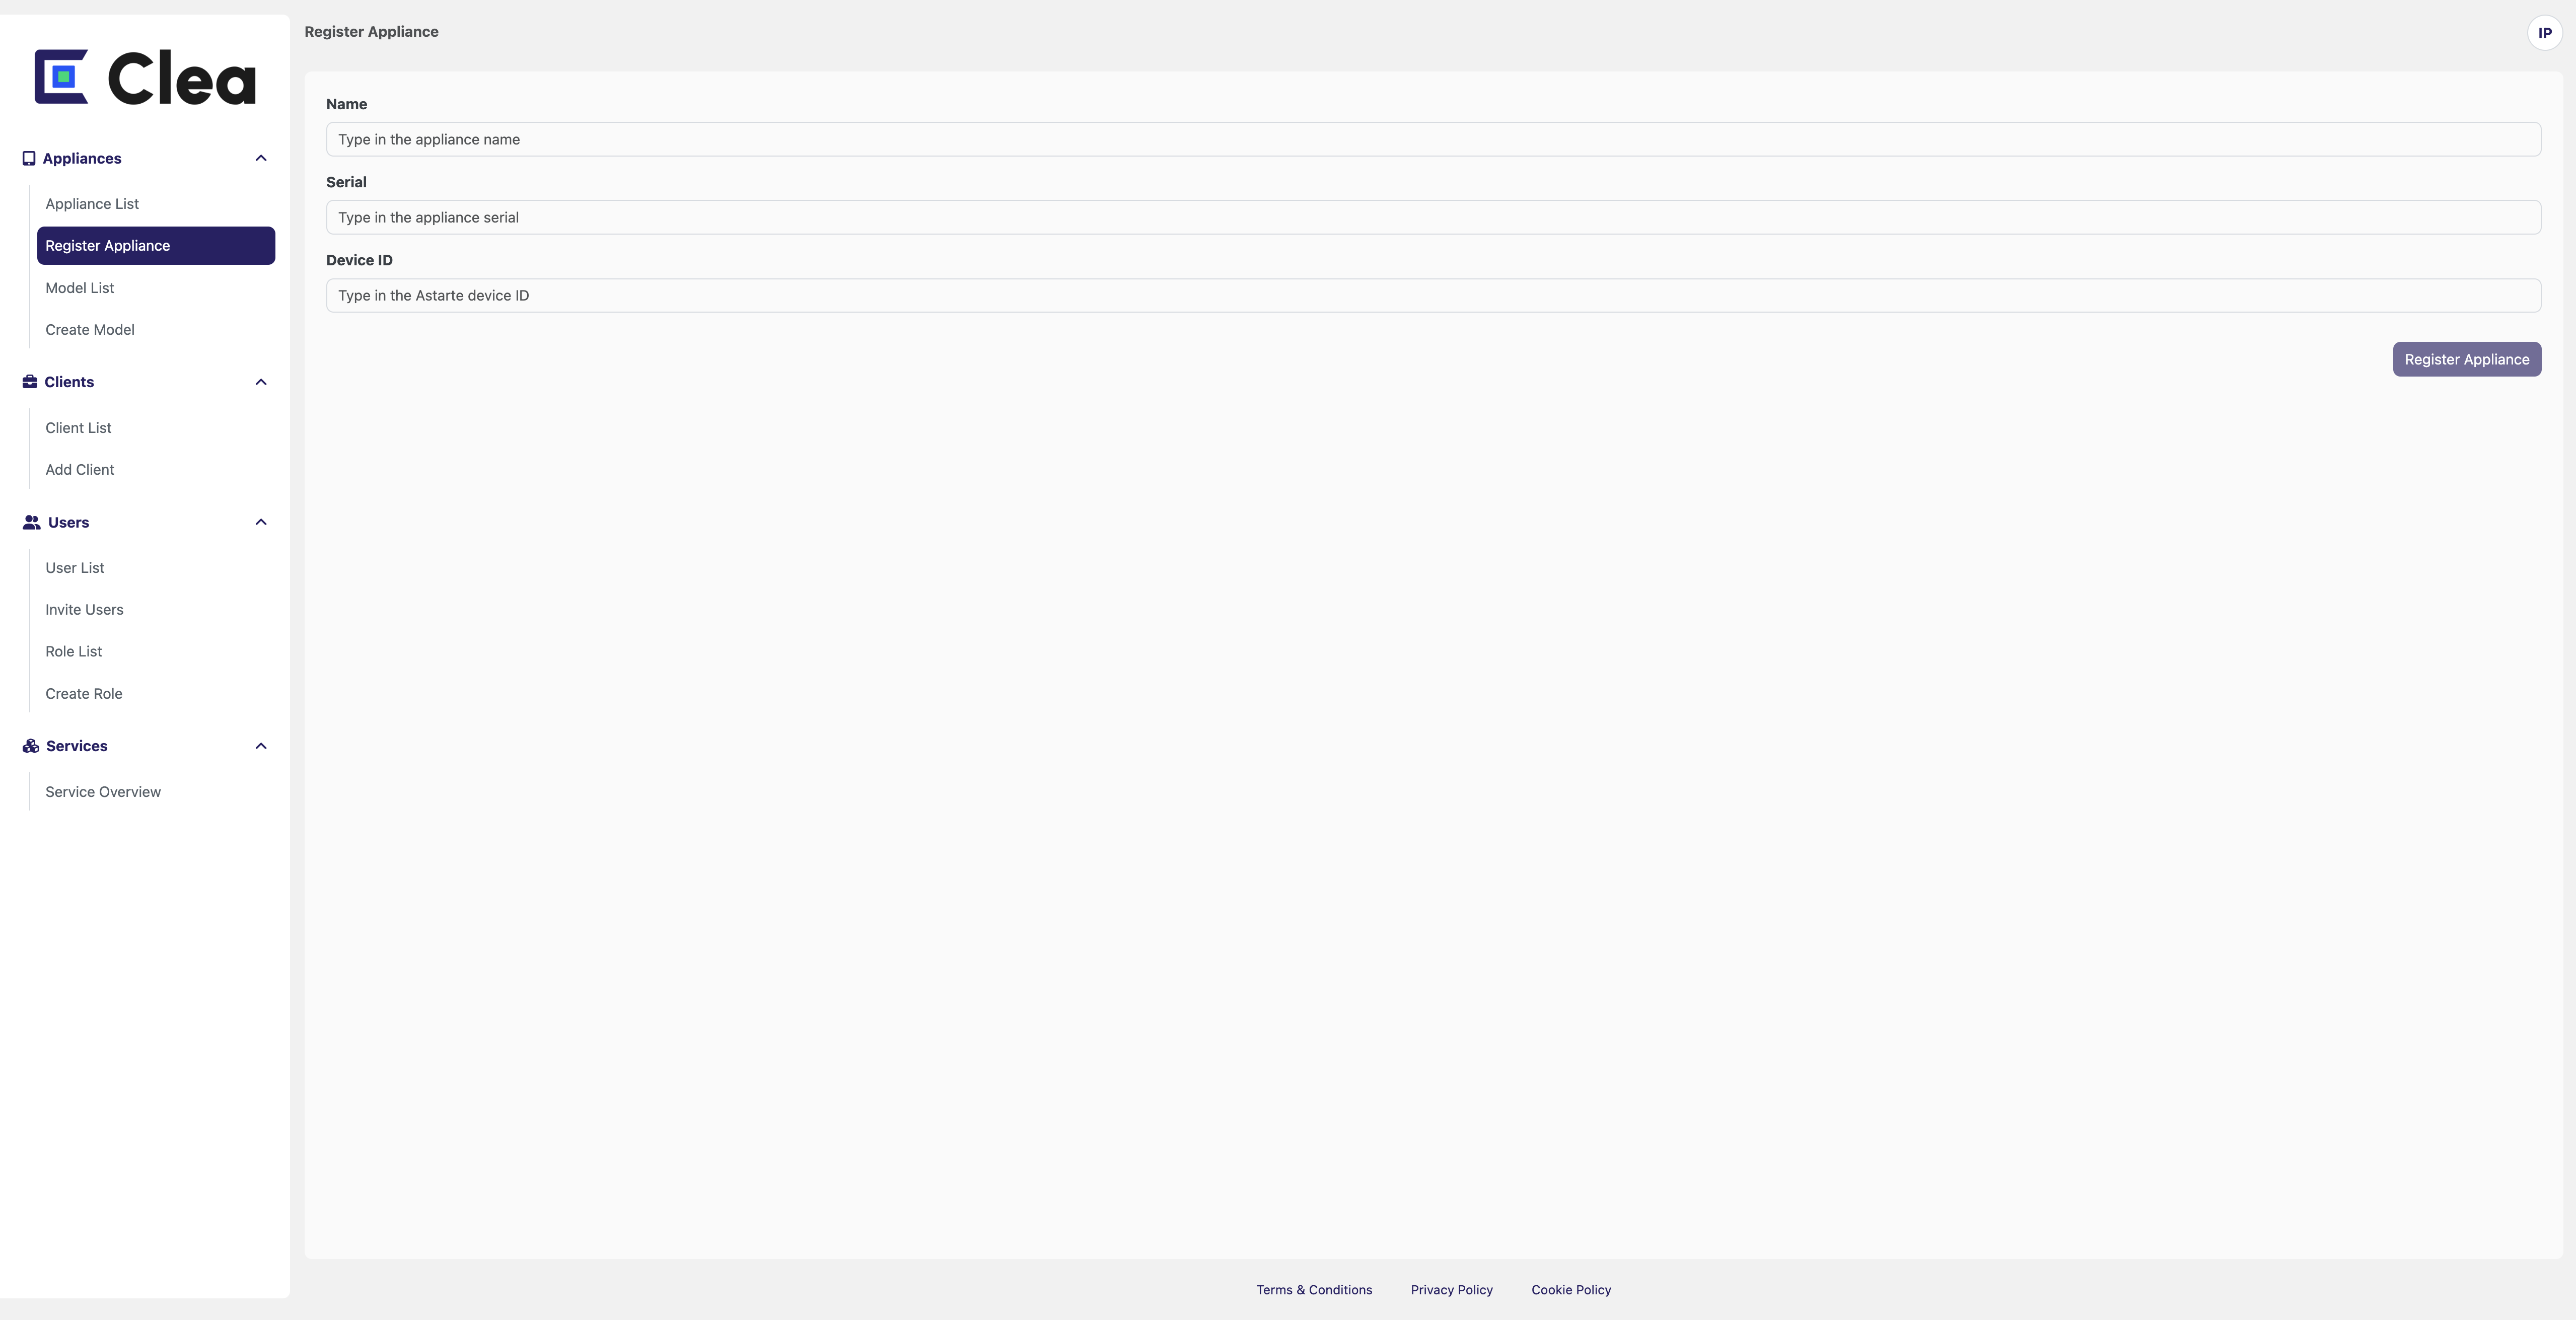 Clea
Appliances
Appliance List
Register Appliance
Model List
Create Model
Clients
Client List
Add Client
Users
User List
Invite Users
Role List
Create Role
Services
Service Overview
Register Appliance
IP
Name
Type in the appliance name
Serial
Type in the appliance serial
Device ID
Type in the Astarte device ID
Register Appliance
Terms & Conditions Privacy Policy Cookie Policy